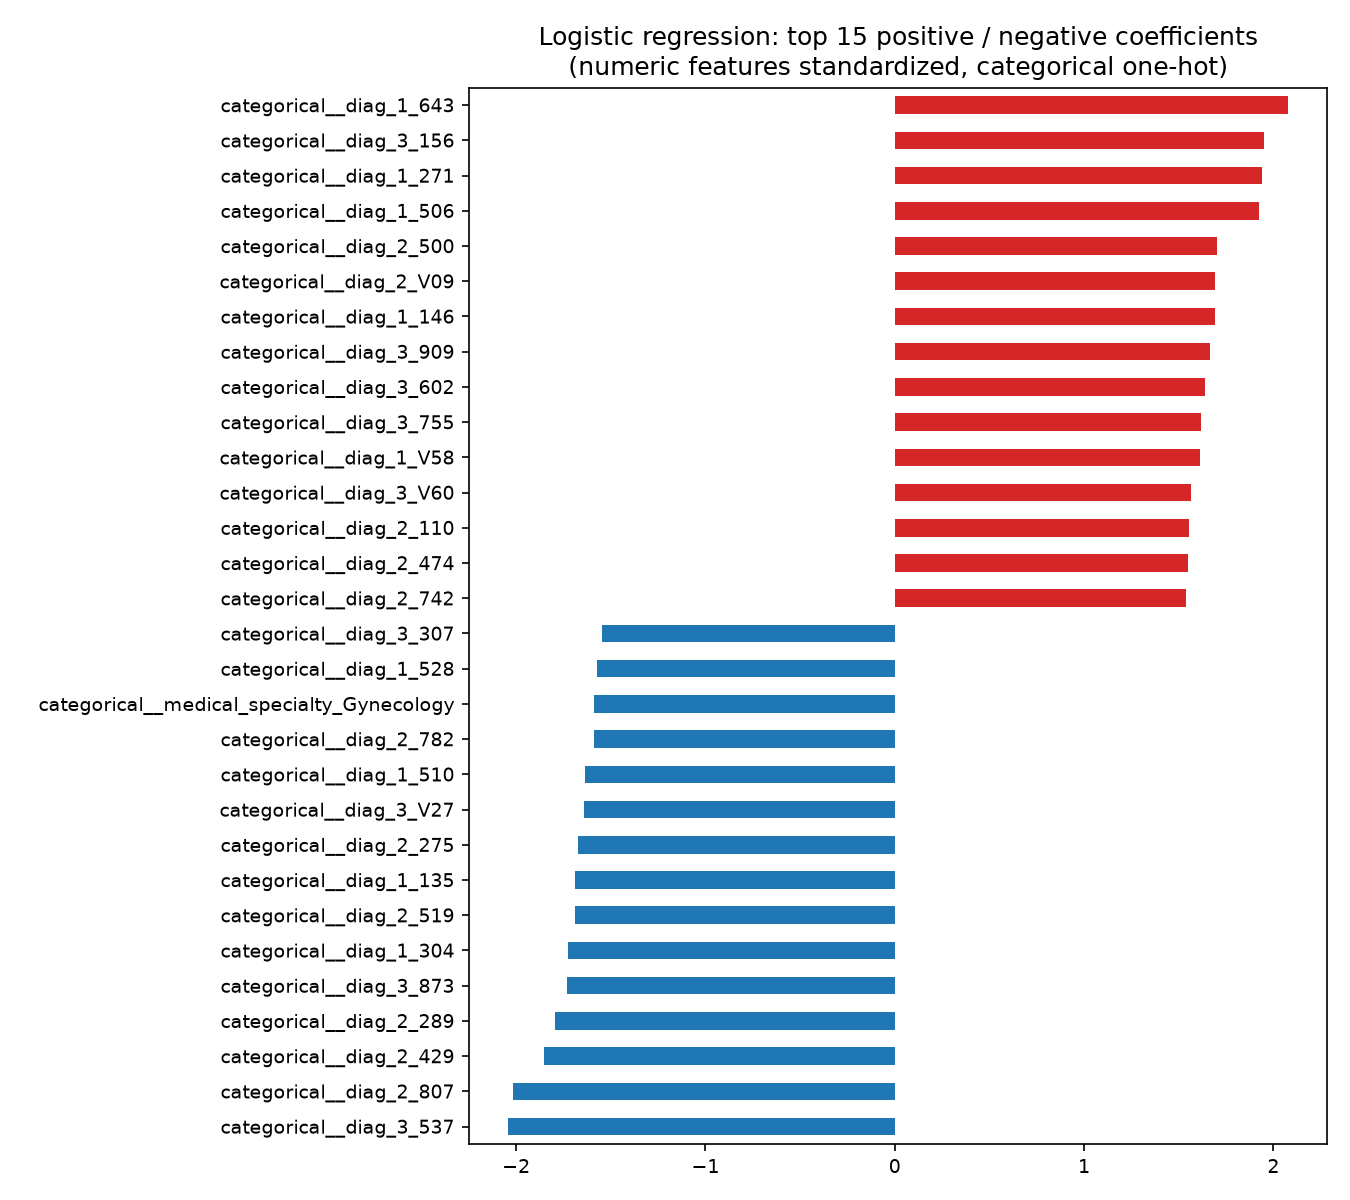 Logistic regression: top 15 positive / negative coefficients
(numeric features standardized, categorical one-hot)
categorical__diag_1_643
categorical__diag_3_156
categorical__diag_1_271
categorical__diag_1_506
categorical__diag_2_500
categorical__diag_2_V09
categorical__diag_1_146
categorical__diag_3_909
categorical__diag_3_602
categorical__diag_3_755
categorical__diag_1_V58
categorical__diag_3_V60
categorical__diag_2_110
categorical__diag_2_474
categorical__diag_2_742
categorical__diag_3_307
categorical__diag_1_528
categorical__medical_specialty_Gynecology
categorical__diag_2_782
categorical__diag_1_510
categorical__diag_3_V27
categorical__diag_2_275
categorical__diag_1_135
categorical__diag_2_519
categorical__diag_1_304
categorical__diag_3_873
categorical__diag_2_289
categorical__diag_2_429
categorical__diag_2_807
categorical__diag_3_537
−2 −1 0 1 2